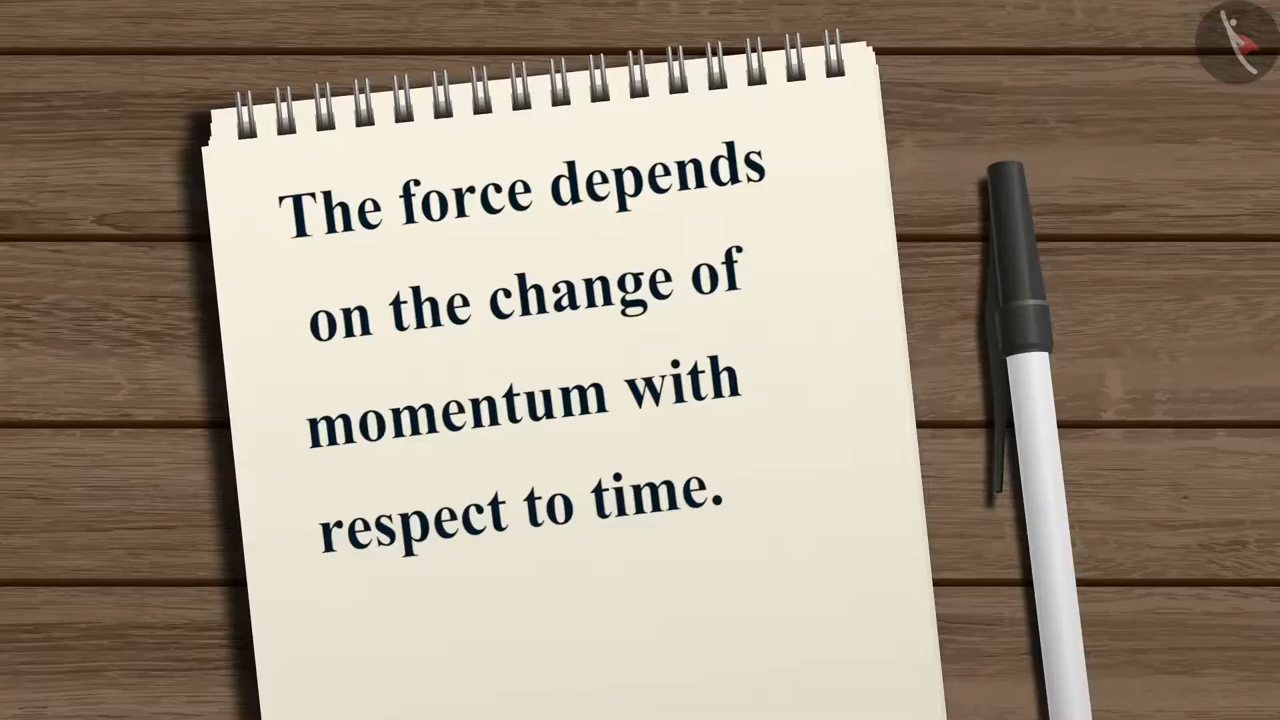 The force depends
on the change of
momentum with
respect to time.